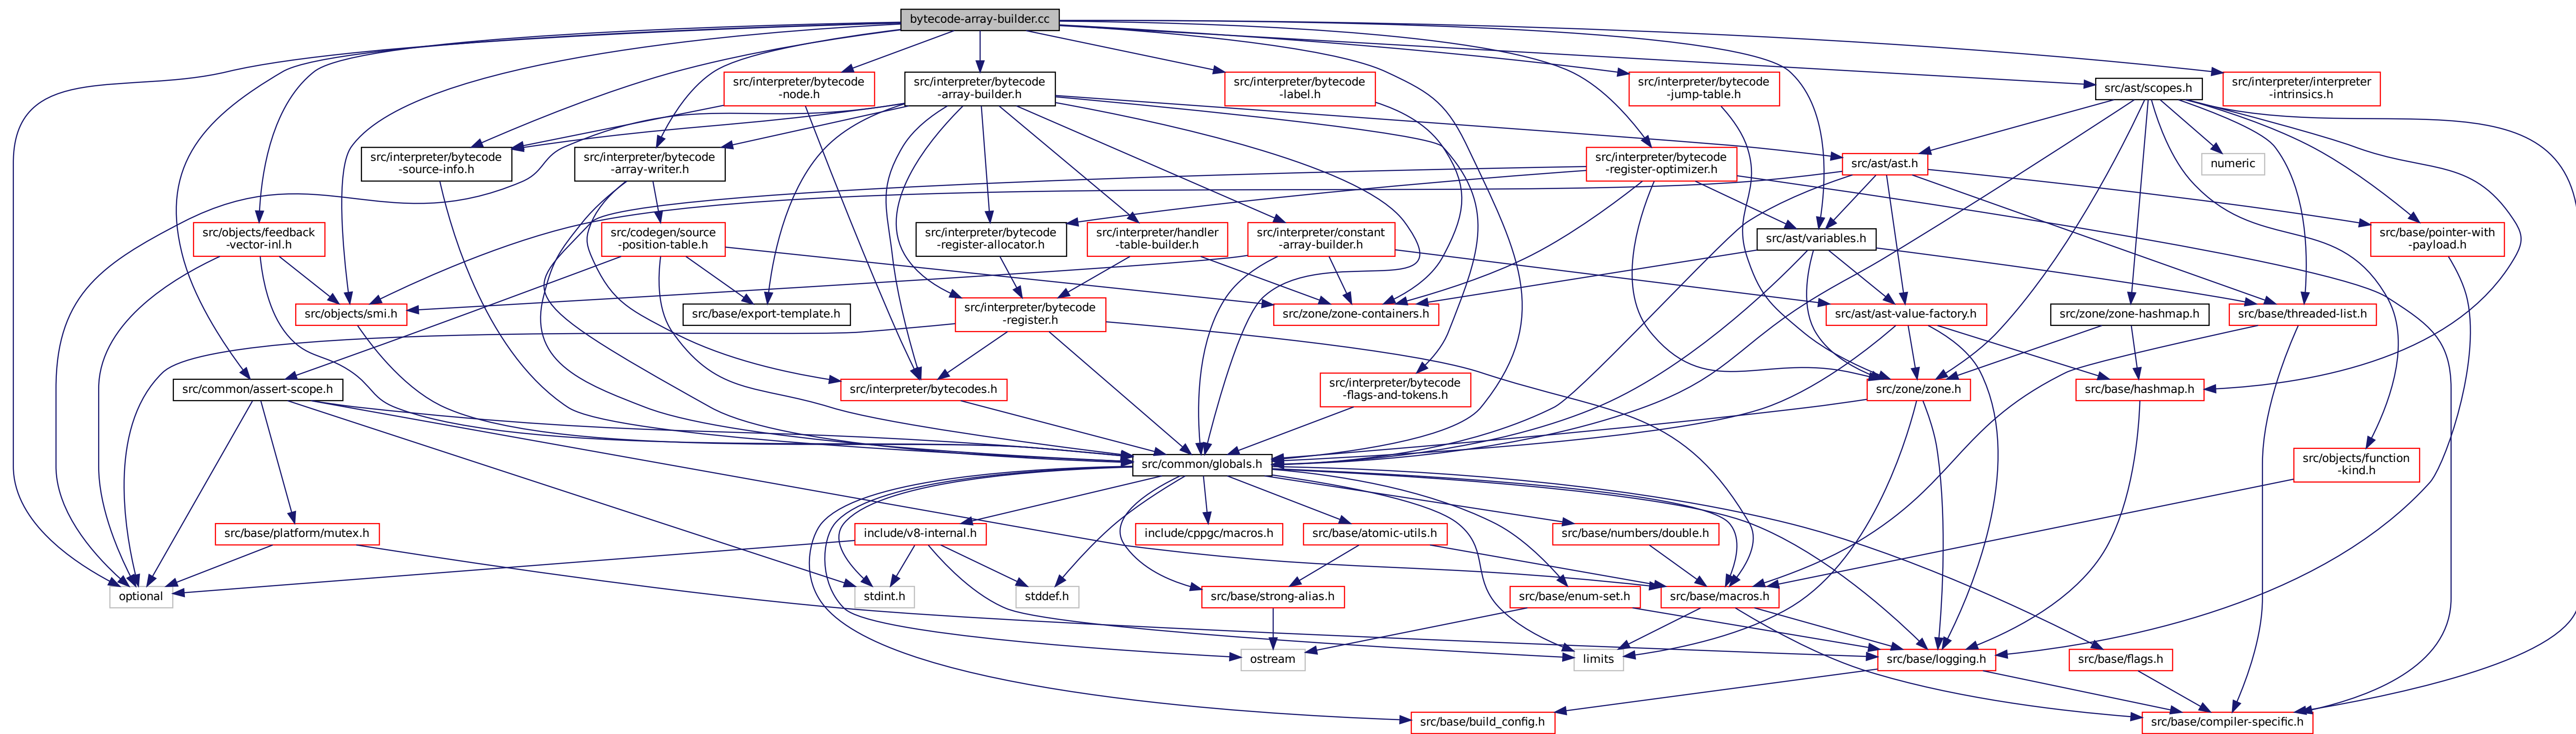 bytecode-array-builder.cc
src/interpreter/bytecode
-node.h
src/interpreter/bytecode
-array-builder.h
src/interpreter/bytecode
-label.h
src/interpreter/bytecode
-jump-table.h
src/ast/scopes.h
src/interpreter/interpreter
-intrinsics.h
src/interpreter/bytecode
-source-info.h
src/interpreter/bytecode
-array-writer.h
src/interpreter/bytecode
-register-optimizer.h
src/ast/ast.h
numeric
src/objects/feedback
-vector-inl.h
src/codegen/source
-position-table.h
src/interpreter/bytecode
-register-allocator.h
src/interpreter/handler
-table-builder.h
src/interpreter/constant
-array-builder.h
src/ast/variables.h
src/base/pointer-with
-payload.h
src/objects/smi.h
src/base/export-template.h
src/interpreter/bytecode
-register.h
src/zone/zone-containers.h
src/ast/ast-value-factory.h
src/zone/zone-hashmap.h
src/base/threaded-list.h
src/common/assert-scope.h
src/interpreter/bytecodes.h
src/interpreter/bytecode
-flags-and-tokens.h
src/zone/zone.h
src/base/hashmap.h
src/common/globals.h
src/objects/function
-kind.h
src/base/platform/mutex.h
include/v8-internal.h
include/cppgc/macros.h
src/base/atomic-utils.h
src/base/numbers/double.h
optional
stdint.h
stddef.h
src/base/strong-alias.h
src/base/enum-set.h
src/base/macros.h
ostream
limits
src/base/logging.h
src/base/flags.h
src/base/build_config.h
src/base/compiler-specific.h